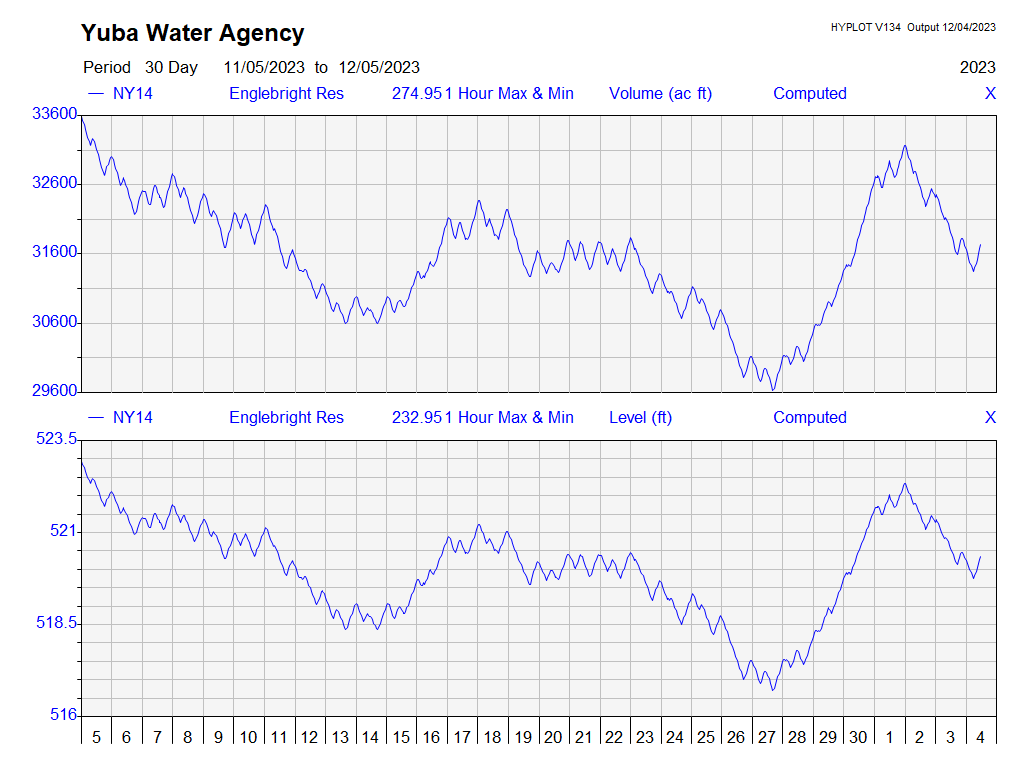 Yuba Water Agency
HYPLOT V134 Output 12/04/2023
Period 30 Day 11/05/2023 to 12/05/2023 2023
NY14 Englebright Res 274.951 Hour Max & Min Volume (ac ft) Computed X
33600
32600
31600
30600
29600
NY14 Englebright Res 232.951 Hour Max & Min Level (ft) Computed X
523.5
521
518.5
516
5 6 7 8 9 10 11 12 13 14 15 16 17 18 19 20 21 22 23 24 25 26 27 28 29 30 1 2 3 4